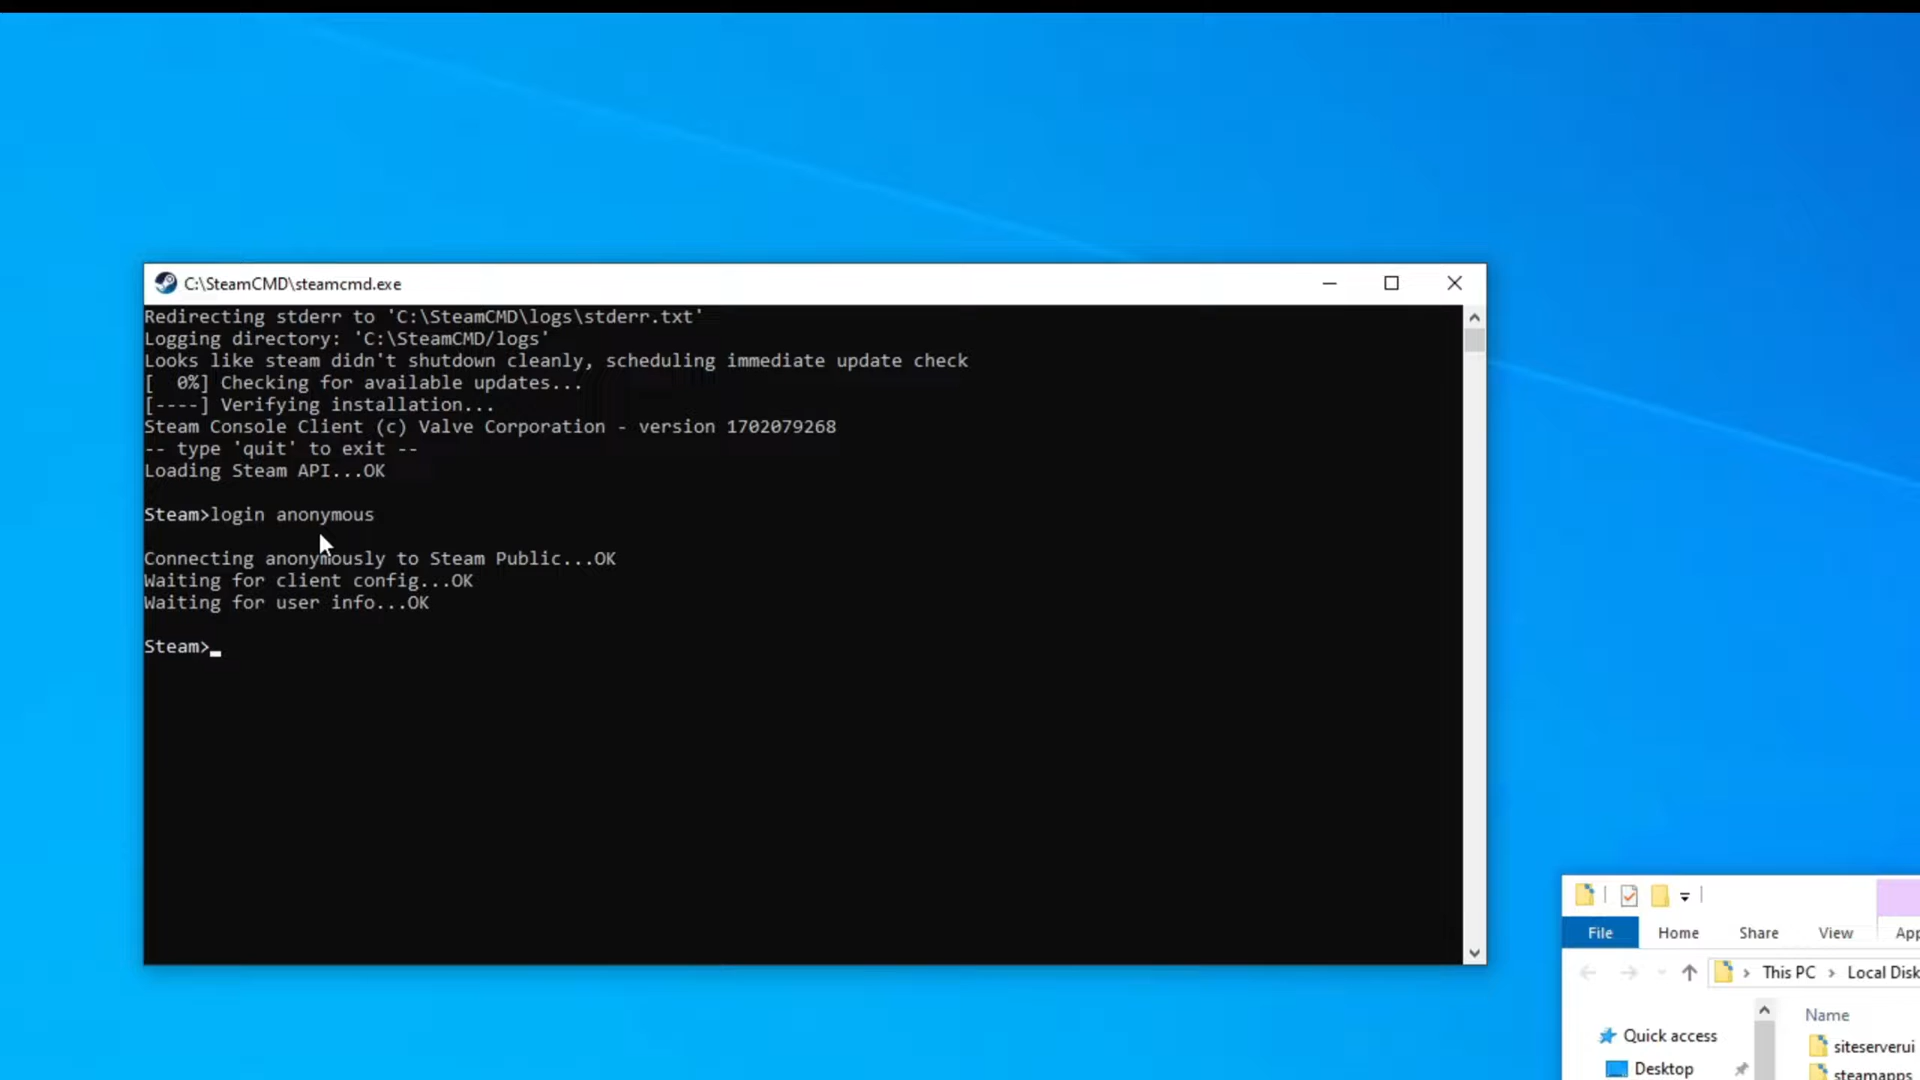 C:\SteamCMD\steamcmd.exe
Redirecting stderr to 'C:\SteamCMD\logs\stderr.txt'
Logging directory: 'C:\SteamCMD/logs'
Looks like steam didn't shutdown cleanly, scheduling immediate update check
[  0%] Checking for available updates...
[----] Verifying installation...
Steam Console Client (c) Valve Corporation - version 1702079268
-- type 'quit' to exit --
Loading Steam API...OK
Steam>login anonymous
Connecting anonymously to Steam Public...OK
Waiting for client config...OK
Waiting for user info...OK
Steam>
File Home Share View App
This PC > Local Disk
Name
Quick access
siteserverui
Desktop
steamapps